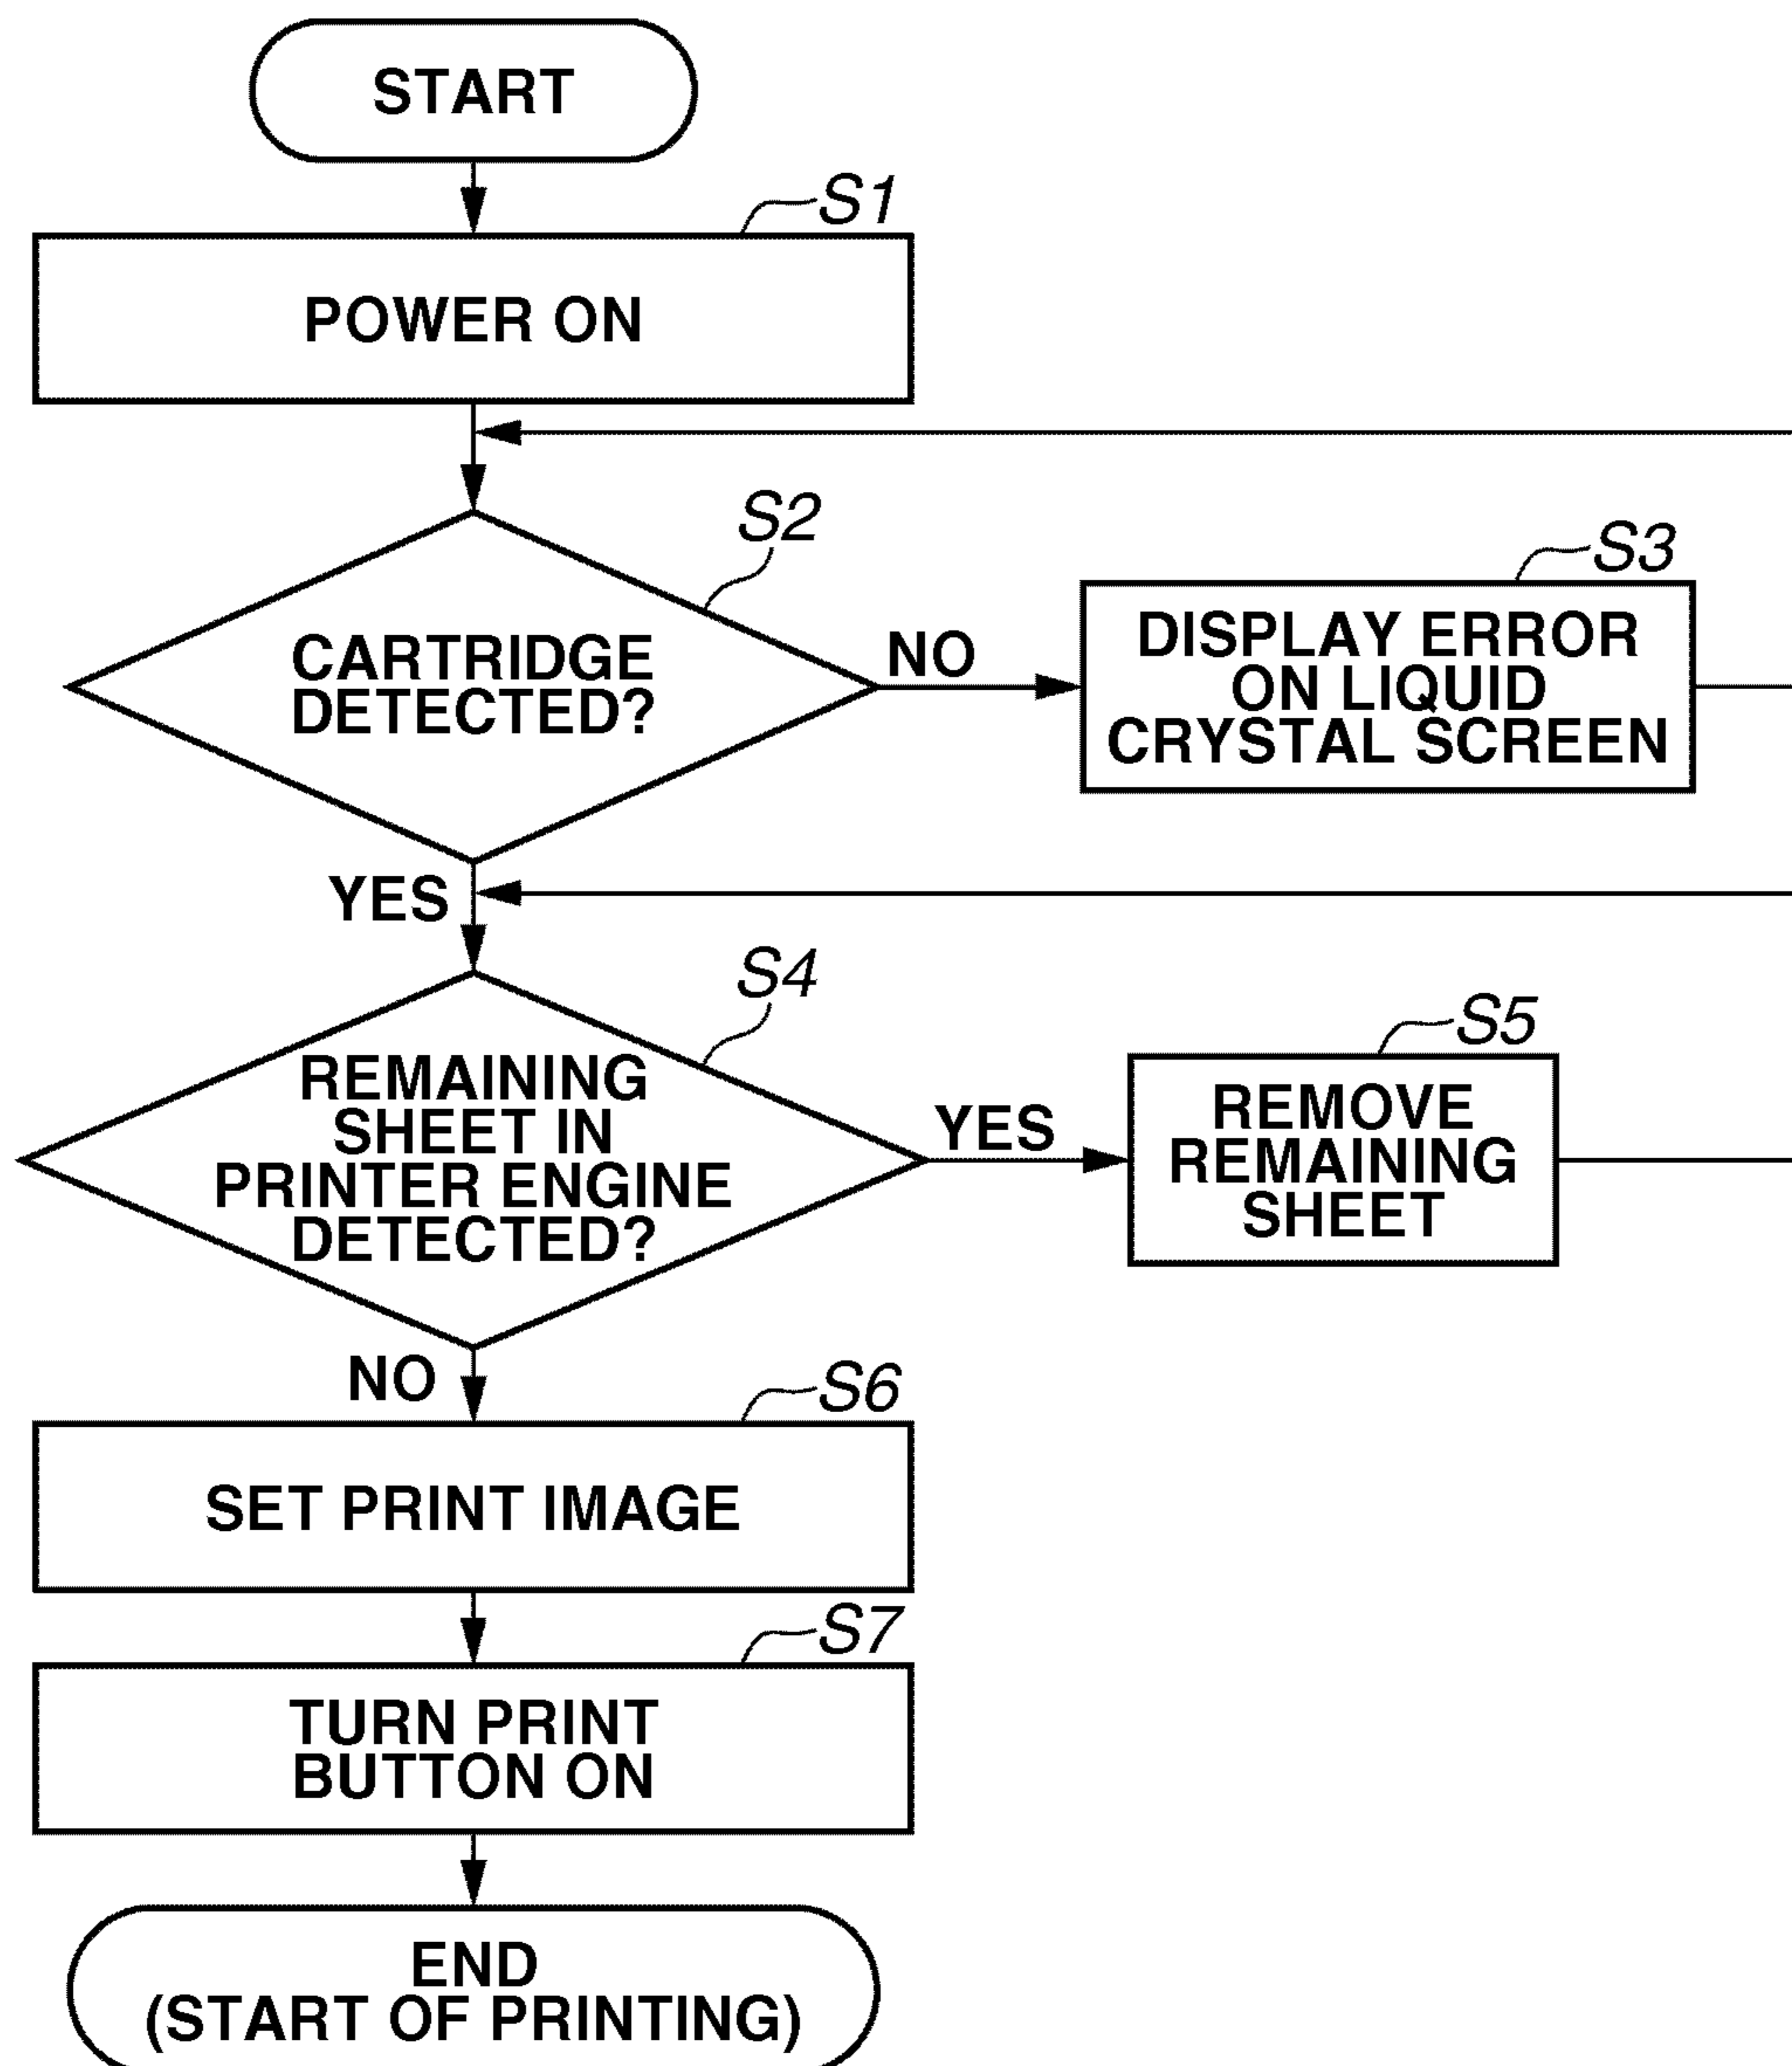 START
S1
POWER ON
S2
CARTRIDGE
DETECTED?
NO
S3
DISPLAY ERROR
ON LIQUID
CRYSTAL SCREEN
YES
S4
REMAINING
SHEET IN
PRINTER ENGINE
DETECTED?
YES
S5
REMOVE
REMAINING
SHEET
NO
S6
SET PRINT IMAGE
S7
TURN PRINT
BUTTON ON
END
(START OF PRINTING)